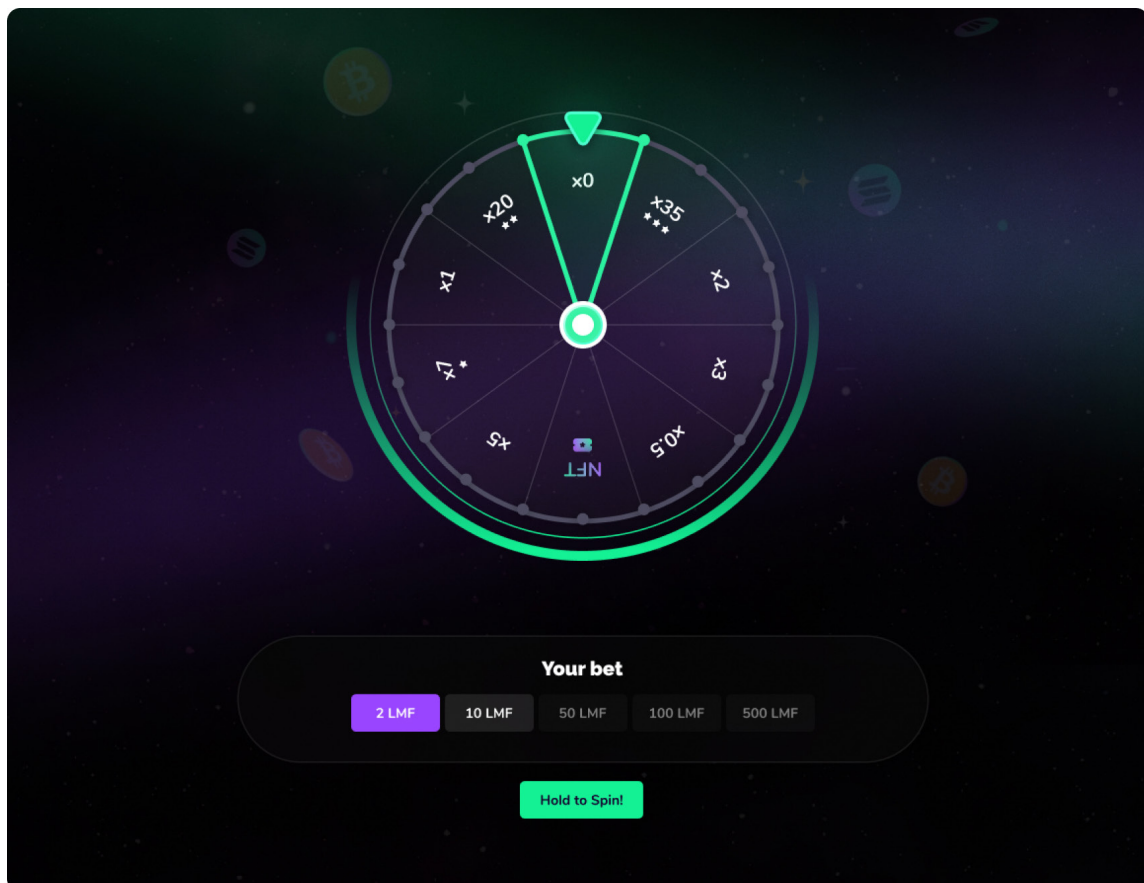 x0
x35
x2
x3
x0.5
NFT
x5
x7
x1
x20
Your bet
2 LMF
10 LMF
50 LMF
100 LMF
500 LMF
Hold to Spin!